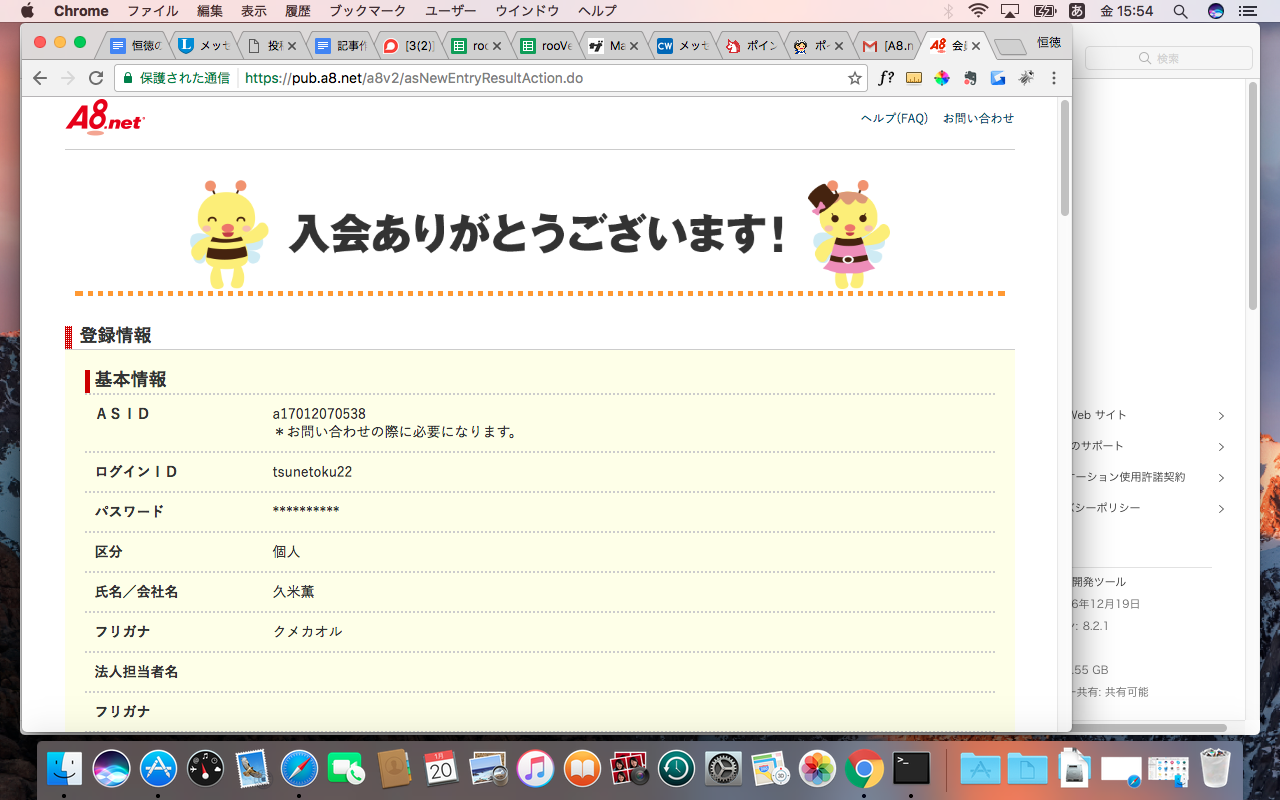 Chrome ファイル 編集 表示 履歴 ブックマーク ユーザー ウインドウ ヘルプ あ 金 15:54
恒徳の メッセ 投稿 記事作 [3(2)] roo rooVe Ma メッセ ポイン ポ [A8.n 会員 恒徳
保護された通信 https://pub.a8.net/a8v2/asNewEntryResultAction.do
検索
A8.net
ヘルプ(FAQ) お問い合わせ
入会ありがとうございます!
登録情報
基本情報
ＡＳＩＤ a17012070538
＊お問い合わせの際に必要になります。
ログインＩＤ tsunetoku22
パスワード **********
区分 個人
氏名／会社名 久米薫
フリガナ クメカオル
法人担当者名
フリガナ
Web サイト
のサポート
ーション使用許諾契約
シーポリシー
開発ツール
6年12月19日
: 8.2.1
.55 GB
ー共有: 共有可能
1月
20